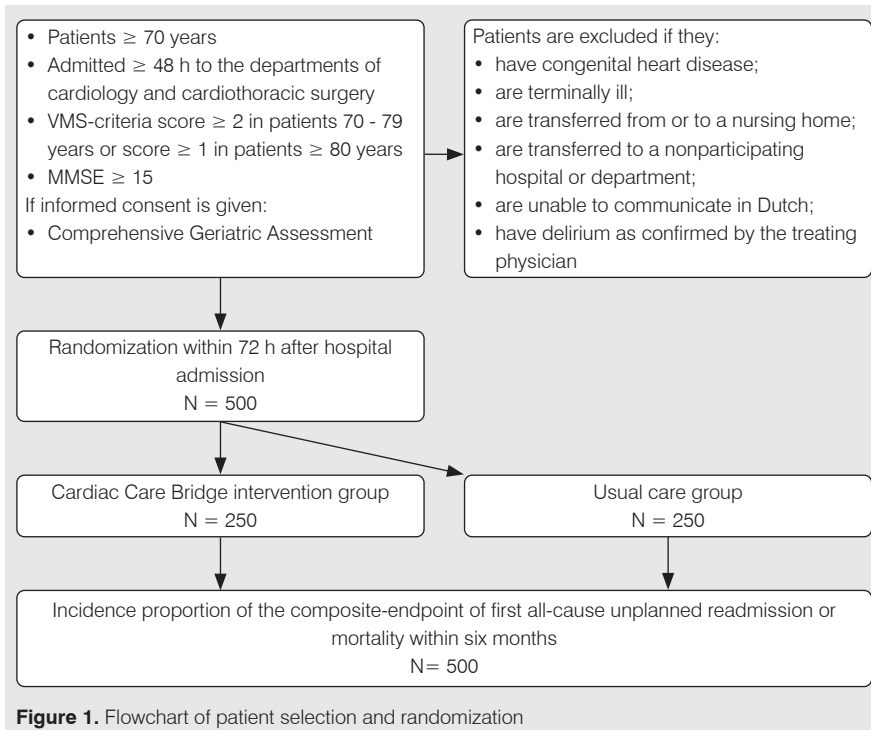 • Patients ≥ 70 years
• Admitted ≥ 48 h to the departments of
cardiology and cardiothoracic surgery
• VMS-criteria score ≥ 2 in patients 70 - 79
years or score ≥ 1 in patients ≥ 80 years
• MMSE ≥ 15
If informed consent is given:
• Comprehensive Geriatric Assessment
Patients are excluded if they:
• have congenital heart disease;
• are terminally ill;
• are transferred from or to a nursing home;
• are transferred to a nonparticipating
hospital or department;
• are unable to communicate in Dutch;
• have delirium as confirmed by the treating
physician
Randomization within 72 h after hospital
admission
N = 500
Cardiac Care Bridge intervention group
N = 250
Usual care group
N = 250
Incidence proportion of the composite-endpoint of first all-cause unplanned readmission or
mortality within six months
N= 500
Figure 1. Flowchart of patient selection and randomization